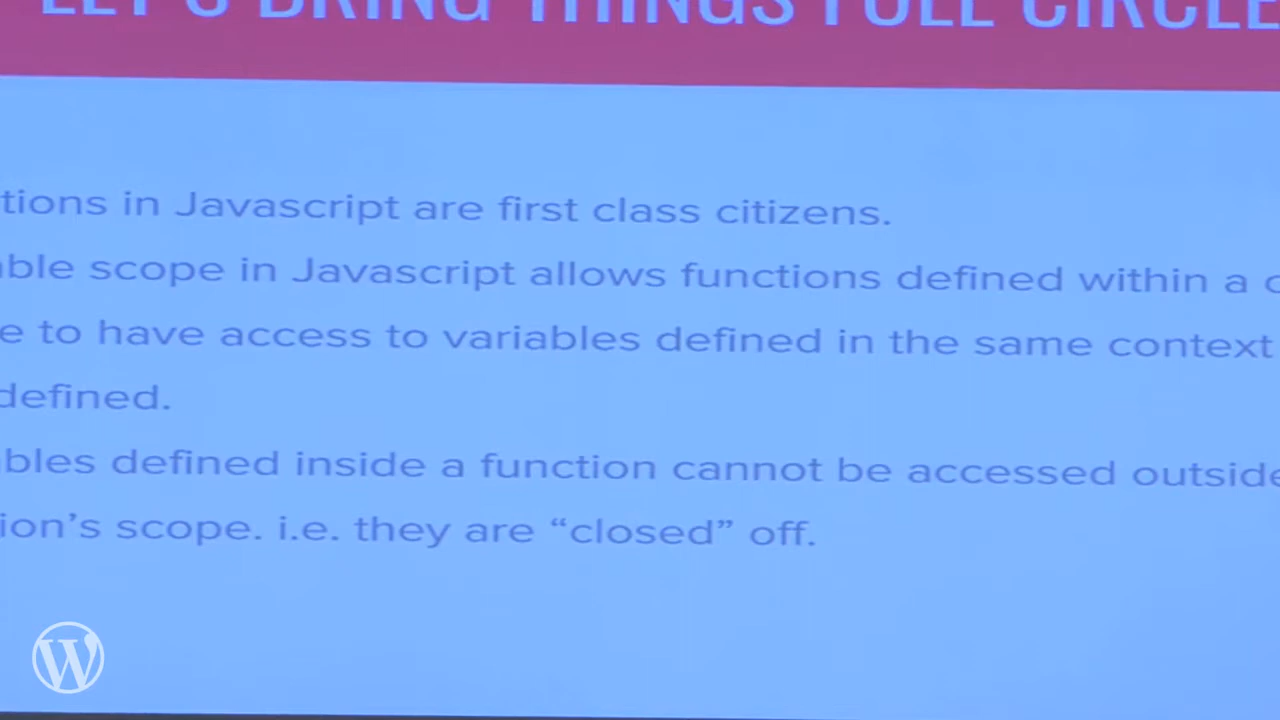 LET'S BRING THINGS FULL CIRCLE
tions in Javascript are first class citizens.
able scope in Javascript allows functions defined within a
e to have access to variables defined in the same context
defined.
ables defined inside a function cannot be accessed outside
ion's scope. i.e. they are “closed” off.